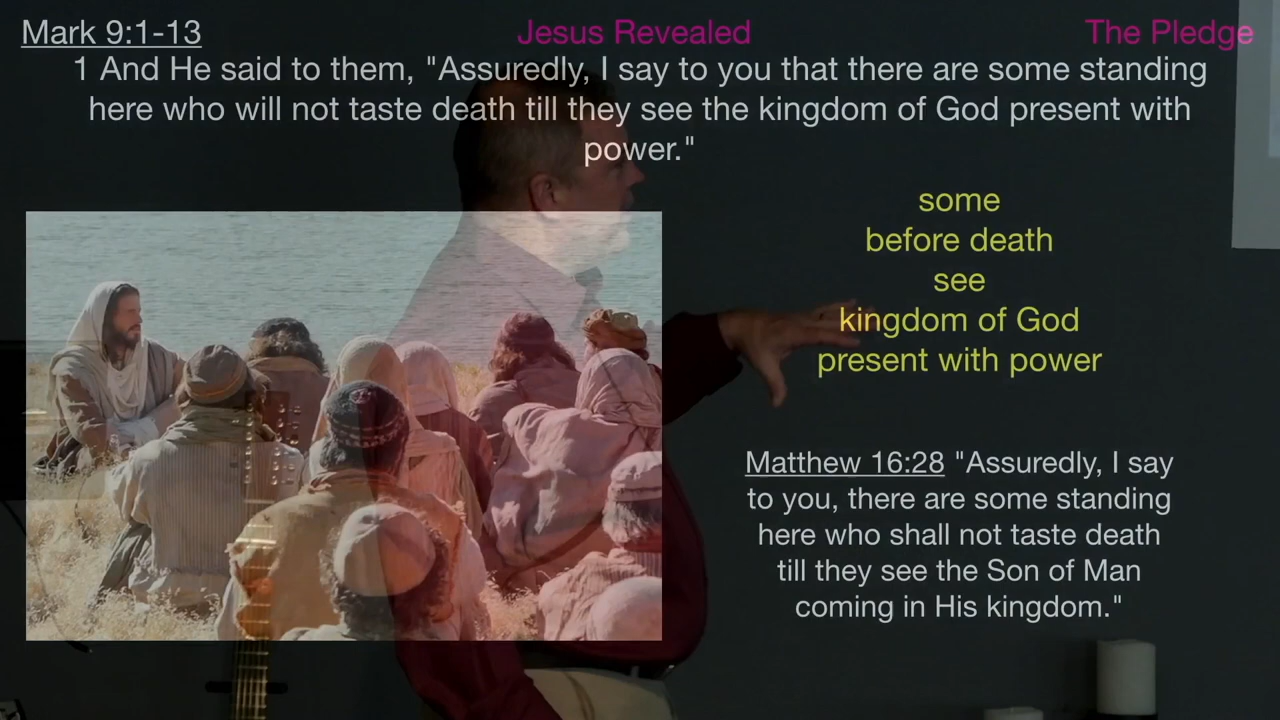 Mark 9:1-13
Jesus Revealed
The Pledge
1 And He said to them, "Assuredly, I say to you that there are some standing
here who will not taste death till they see the kingdom of God present with
power."
some
before death
see
kingdom of God
present with power
Matthew 16:28 "Assuredly, I say
to you, there are some standing
here who shall not taste death
till they see the Son of Man
coming in His kingdom."